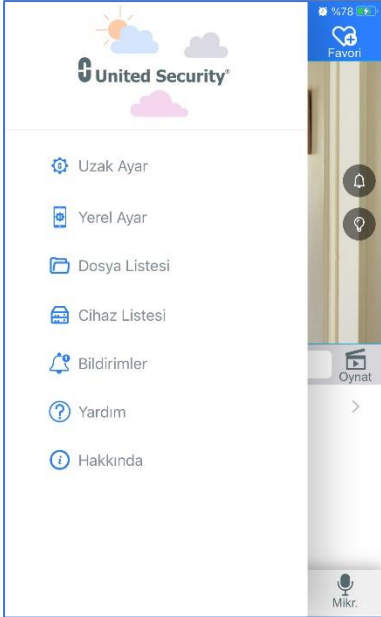 %78
Favori
United Security®
Uzak Ayar
Yerel Ayar
Dosya Listesi
Cihaz Listesi
Bildirimler
Yardım
Hakkında
Oynat
Mikr.